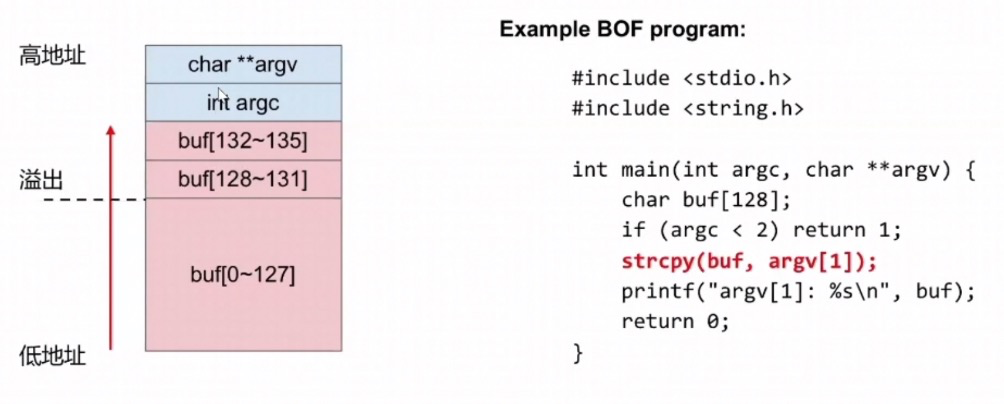 高地址
char **argv
int argc
buf[132~135]
溢出
buf[128~131]
buf[0~127]
低地址
Example BOF program:
#include <stdio.h>
#include <string.h>
int main(int argc, char **argv) {
    char buf[128];
    if (argc < 2) return 1;
    strcpy(buf, argv[1]);
    printf("argv[1]: %s\n", buf);
    return 0;
}